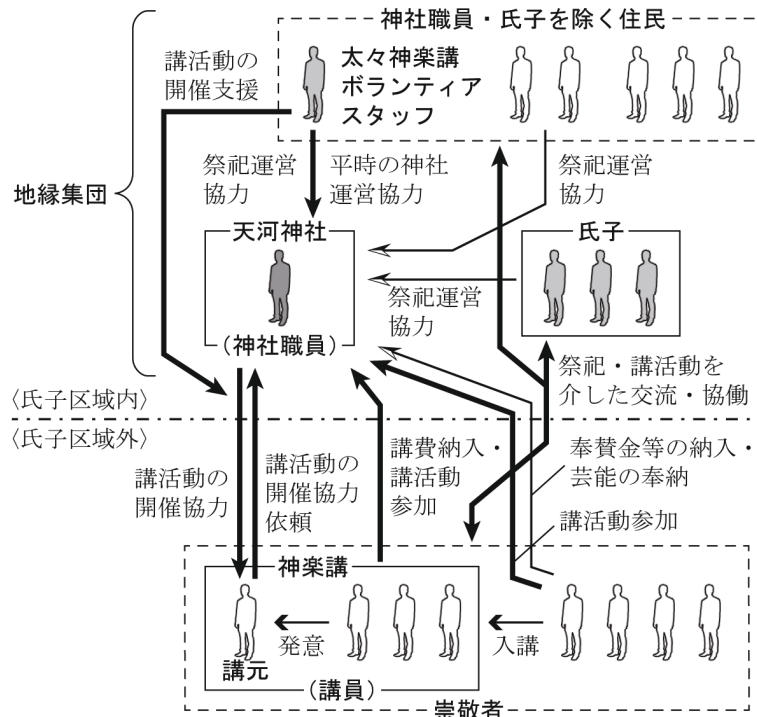 神社職員・氏子を除く住民
講活動の
開催支援
太々神楽講
ボランティア
スタッフ
祭祀運営
協力
平時の神社
運営協力
祭祀運営
協力
地縁集団
天河神社
(神社職員)
氏子
祭祀運営
協力
祭祀・講活動を
介した交流・協働
〈氏子区域内〉
〈氏子区域外〉
講活動の
開催協力
講活動の
開催協力
依頼
講費納入・
講活動
参加
奉賛金等の納入・
芸能の奉納
講活動参加
神楽講
発意
入講
講元
(講員)
崇敬者